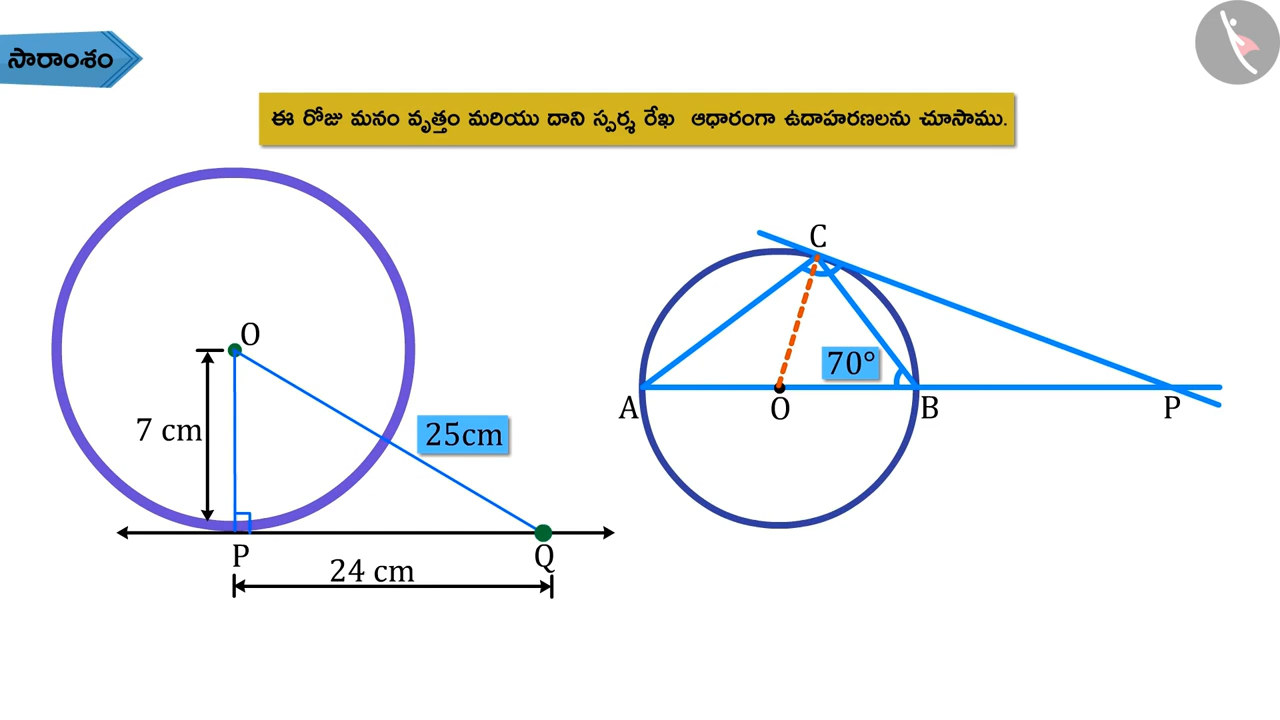 సారాంశం
ఈ రోజు మనం వృత్తం మరియు దాని స్పర్శ రేఖ ఆధారంగా ఉదాహరణలను చూసాము.
O
7 cm
25cm
P
Q
24 cm
C
70°
A
O
B
P